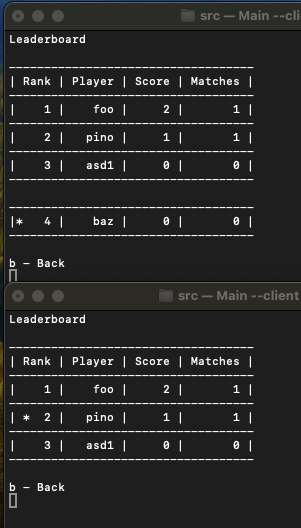 src — Main --clie
Leaderboard
| Rank | Player | Score | Matches |
| 1 | foo | 2 | 1 |
| 2 | pino | 1 | 1 |
| 3 | asd1 | 0 | 0 |
|* 4 | baz | 0 | 0 |
b – Back
src — Main --client
Leaderboard
| Rank | Player | Score | Matches |
| 1 | foo | 2 | 1 |
| * 2 | pino | 1 | 1 |
| 3 | asd1 | 0 | 0 |
b – Back